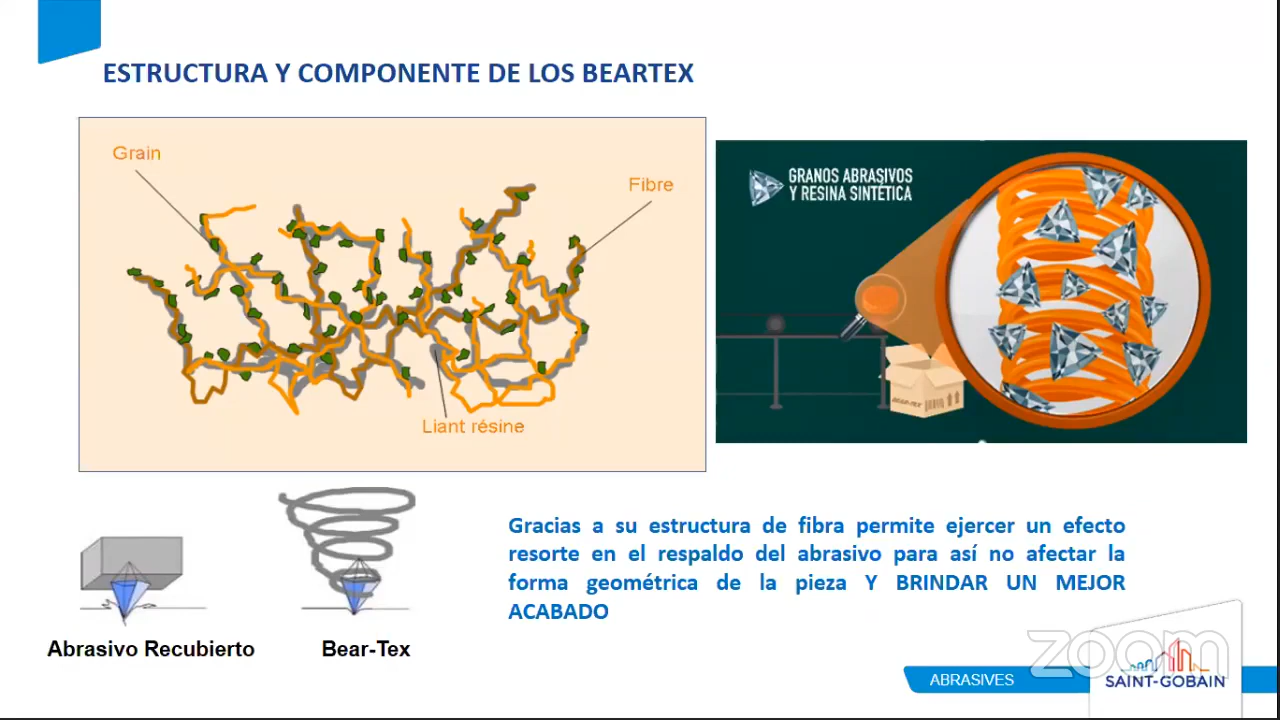 ESTRUCTURA Y COMPONENTE DE LOS BEARTEX
Grain
Fibre
Liant résine
GRANOS ABRASIVOS
Y RESINA SINTÉTICA
BEAR-TEX
Abrasivo Recubierto
Bear-Tex
Gracias a su estructura de fibra permite ejercer un efecto
resorte en el respaldo del abrasivo para así no afectar la
forma geométrica de la pieza Y BRINDAR UN MEJOR
ACABADO
zoom
ABRASIVES
SAINT-GOBAIN